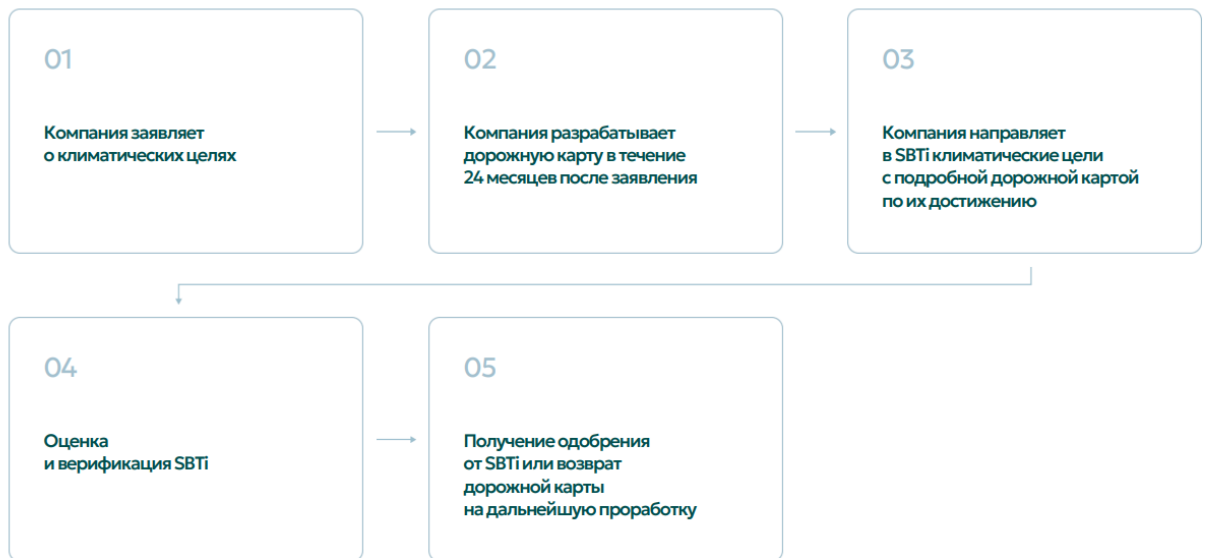 01
Компания заявляет
о климатических целях
02
Компания разрабатывает
дорожную карту в течение
24 месяцев после заявления
03
Компания направляет
в SBTi климатические цели
с подробной дорожной картой
по их достижению
04
Оценка
и верификация SBTi
05
Получение одобрения
от SBTi или возврат
дорожной карты
на дальнейшую проработку